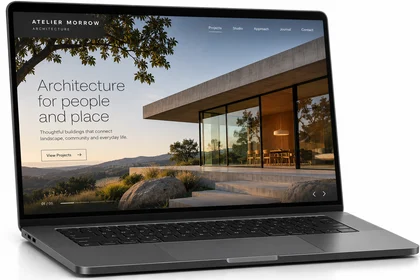 ATELIER MORROW
ARCHITECTURE
Projects
Studio
Approach
Journal
Contact
Architecture
for people
and place
Thoughtful buildings that connect
landscape, community and everyday life.
View Projects →